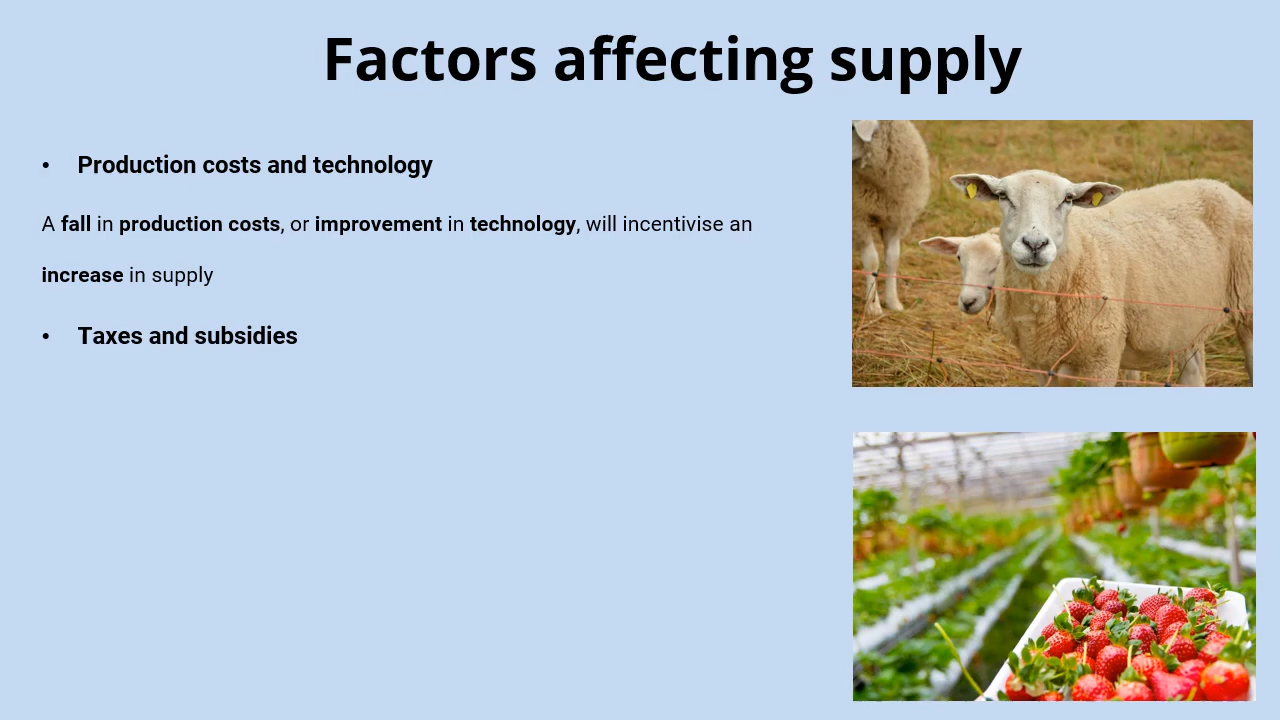 Factors affecting supply
• Production costs and technology
A fall in production costs, or improvement in technology, will incentivise an
increase in supply
• Taxes and subsidies